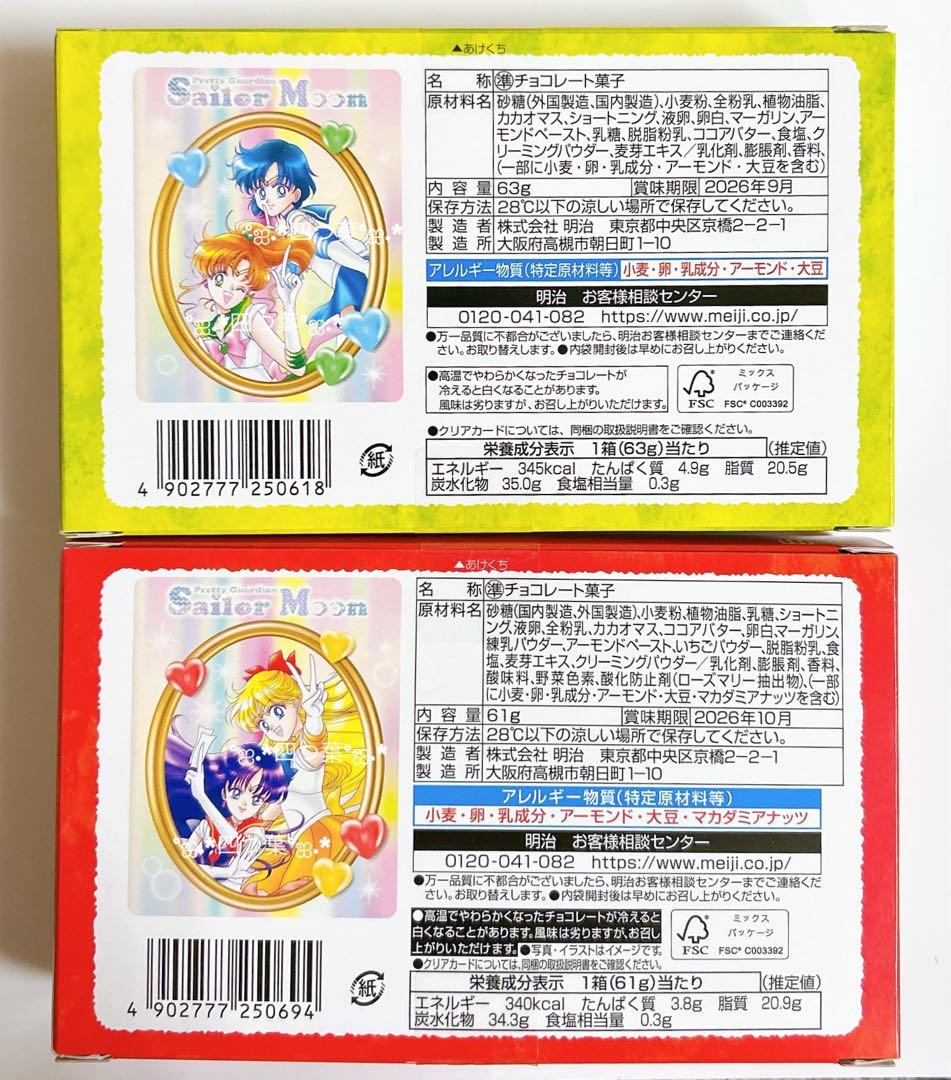 ▲あけくち
Pretty Guardian
Sailor Moon
四つ葉
四つ葉
4 902777 250618
紙
名 称 準チョコレート菓子
原材料名 砂糖(外国製造、国内製造)、小麦粉、全粉乳、植物油脂、
カカオマス、ショートニング、液卵、卵白、マーガリン、アー
モンドペースト、乳糖、脱脂粉乳、ココアバター、食塩、ク
リーミングパウダー、麦芽エキス／乳化剤、膨脹剤、香料、
(一部に小麦・卵・乳成分・アーモンド・大豆を含む)
内 容 量 63g 賞味期限 2026年9月
保存方法 28℃以下の涼しい場所で保存してください。
製 造 者 株式会社 明治 東京都中央区京橋2-2-1
製 造 所 大阪府高槻市朝日町1-10
アレルギー物質(特定原材料等) 小麦・卵・乳成分・アーモンド・大豆
明治 お客様相談センター
0120-041-082 https://www.meiji.co.jp/
●万一品質に不都合がございましたら、明治お客様相談センターまでご連絡くだ
さい。お取り替えします。●内袋開封後は早めにお召し上がりください。
●高温でやわらかくなったチョコレートが
冷えると白くなることがあります。
風味は劣りますが、お召し上がりいただけます。
FSC
ミックス
パッケージ
FSC® C003392
●クリアカードについては、同梱の取扱説明書をご確認ください。
栄養成分表示 1箱(63g)当たり (推定値)
エネルギー 345kcal たんぱく質 4.9g 脂質 20.5g
炭水化物 35.0g 食塩相当量 0.3g
▲あけくち
Pretty Guardian
Sailor Moon
四つ葉
四つ葉
4 902777 250694
紙
名 称 準チョコレート菓子
原材料名 砂糖(国内製造、外国製造)、小麦粉、植物油脂、乳糖、ショートニ
ング、液卵、全粉乳、カカオマス、ココアバター、卵白、マーガリン、
練乳パウダー、アーモンドペースト、いちごパウダー、脱脂粉乳、食
塩、麦芽エキス、クリーミングパウダー／乳化剤、膨脹剤、香料、
酸味料、野菜色素、酸化防止剤(ローズマリー抽出物)、(一部
に小麦・卵・乳成分・アーモンド・大豆・マカダミアナッツを含む)
内 容 量 61g 賞味期限 2026年10月
保存方法 28℃以下の涼しい場所で保存してください。
製 造 者 株式会社 明治 東京都中央区京橋2-2-1
製 造 所 大阪府高槻市朝日町1-10
アレルギー物質(特定原材料等)
小麦・卵・乳成分・アーモンド・大豆・マカダミアナッツ
明治 お客様相談センター
0120-041-082 https://www.meiji.co.jp/
●万一品質に不都合がございましたら、明治お客様相談センターまでご連絡くだ
さい。お取り替えします。●内袋開封後は早めにお召し上がりください。
●高温でやわらかくなったチョコレートが冷えると
白くなることがあります。風味は劣りますが、お召し
上がりいただけます。●写真・イラストはイメージです。
●クリアカードについては、同梱の取扱説明書をご確認ください。
FSC
ミックス
パッケージ
FSC® C003392
栄養成分表示 1箱(61g)当たり (推定値)
エネルギー 340kcal たんぱく質 3.8g 脂質 20.9g
炭水化物 34.3g 食塩相当量 0.3g